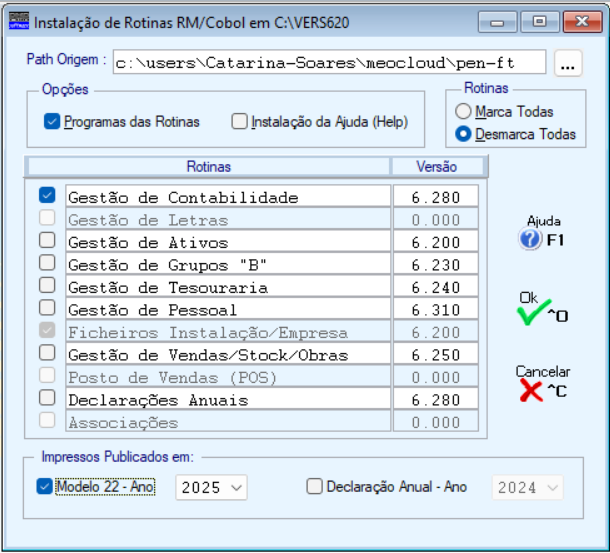 Instalação de Rotinas RM/Cobol em C:\VERS620
Path Origem : c:\users\Catarina-Soares\meocloud\pen-ft ...
Opções
Programas das Rotinas Instalação da Ajuda (Help)
Rotinas
Marca Todas
Desmarca Todas
Rotinas Versão
Gestão de Contabilidade 6.280
Gestão de Letras 0.000
Gestão de Ativos 6.200
Gestão de Grupos "B" 6.230
Gestão de Tesouraria 6.240
Gestão de Pessoal 6.310
Ficheiros Instalação/Empresa 6.200
Gestão de Vendas/Stock/Obras 6.250
Posto de Vendas (POS) 0.000
Declarações Anuais 6.280
Associações 0.000
Ajuda
? F1
Ok
^O
Cancelar
^C
Impressos Publicados em:
Modelo 22 - Ano 2025 Declaração Anual - Ano 2024